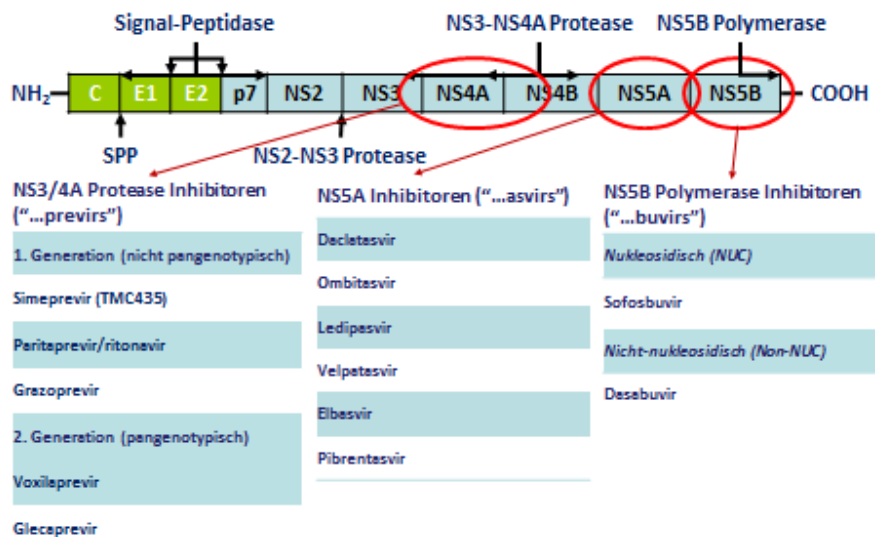 Signal-Peptidase
NS3-NS4A Protease
NS5B Polymerase
NH₂
C
E1
E2
p7
NS2
NS3
NS4A
NS4B
NS5A
NS5B
COOH
SPP
NS2-NS3 Protease
NS3/4A Protease Inhibitoren
("...previrs")
1. Generation (nicht pangenotypisch)
Simeprevir (TMC435)
Paritaprevir/ritonavir
Grazoprevir
2. Generation (pangenotypisch)
Voxilaprevir
Glecaprevir
NS5A Inhibitoren ("...asvirs")
Daclatasvir
Ombitasvir
Ledipasvir
Velpatasvir
Elbasvir
Pibrentasvir
NS5B Polymerase Inhibitoren
("...buvirs")
Nukleosidisch (NUC)
Sofosbuvir
Nicht-nukleosidisch (Non-NUC)
Dasabuvir